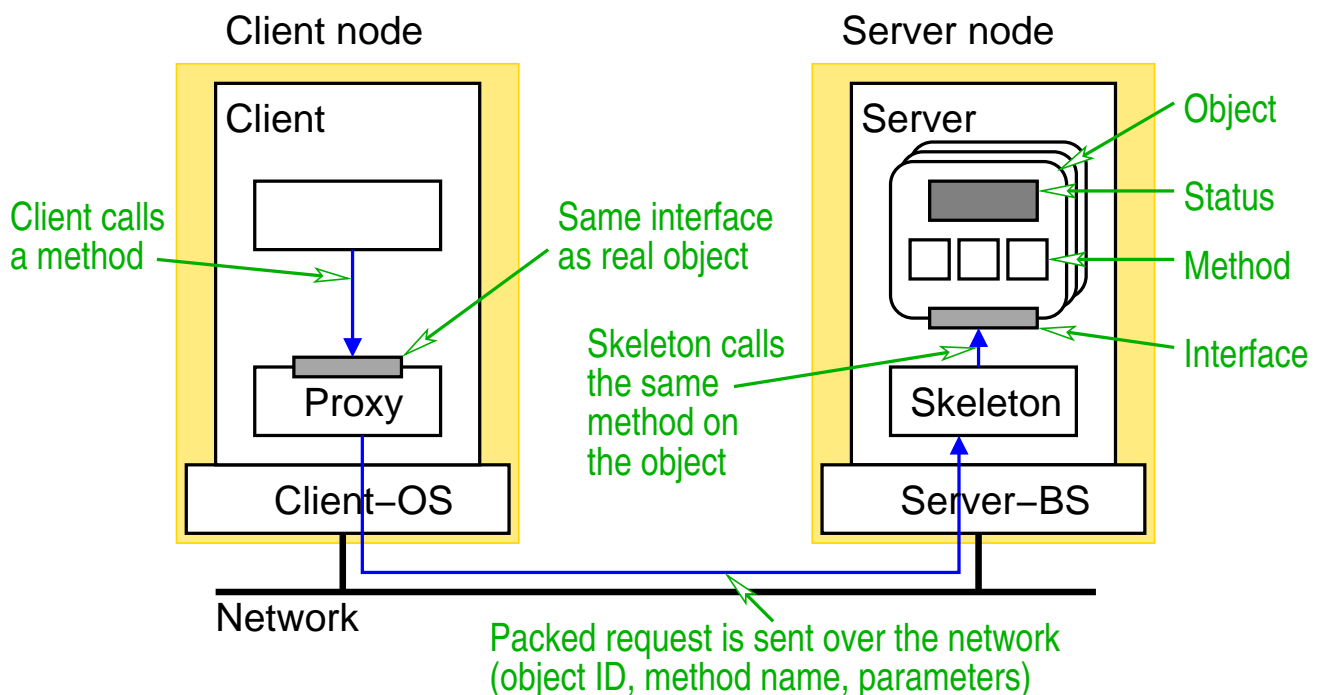 Client node
Server node
Client
Server
Object
Status
Method
Interface
Client calls
a method
Same interface
as real object
Skeleton calls
the same
method on
the object
Proxy
Skeleton
Client–OS
Server–BS
Network
Packed request is sent over the network
(object ID, method name, parameters)